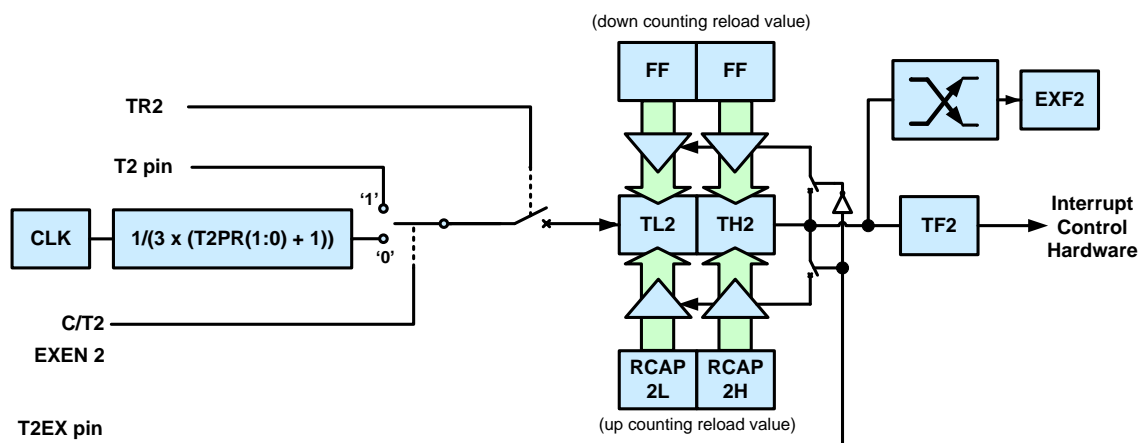 (down counting reload value)
FF
FF
TR2
EXF2
T2 pin
‘1’
CLK
1/(3 x (T2PR(1:0) + 1))
‘0’
TL2
TH2
TF2
Interrupt
Control
Hardware
C/T2
EXEN 2
RCAP
2L
RCAP
2H
(up counting reload value)
T2EX pin